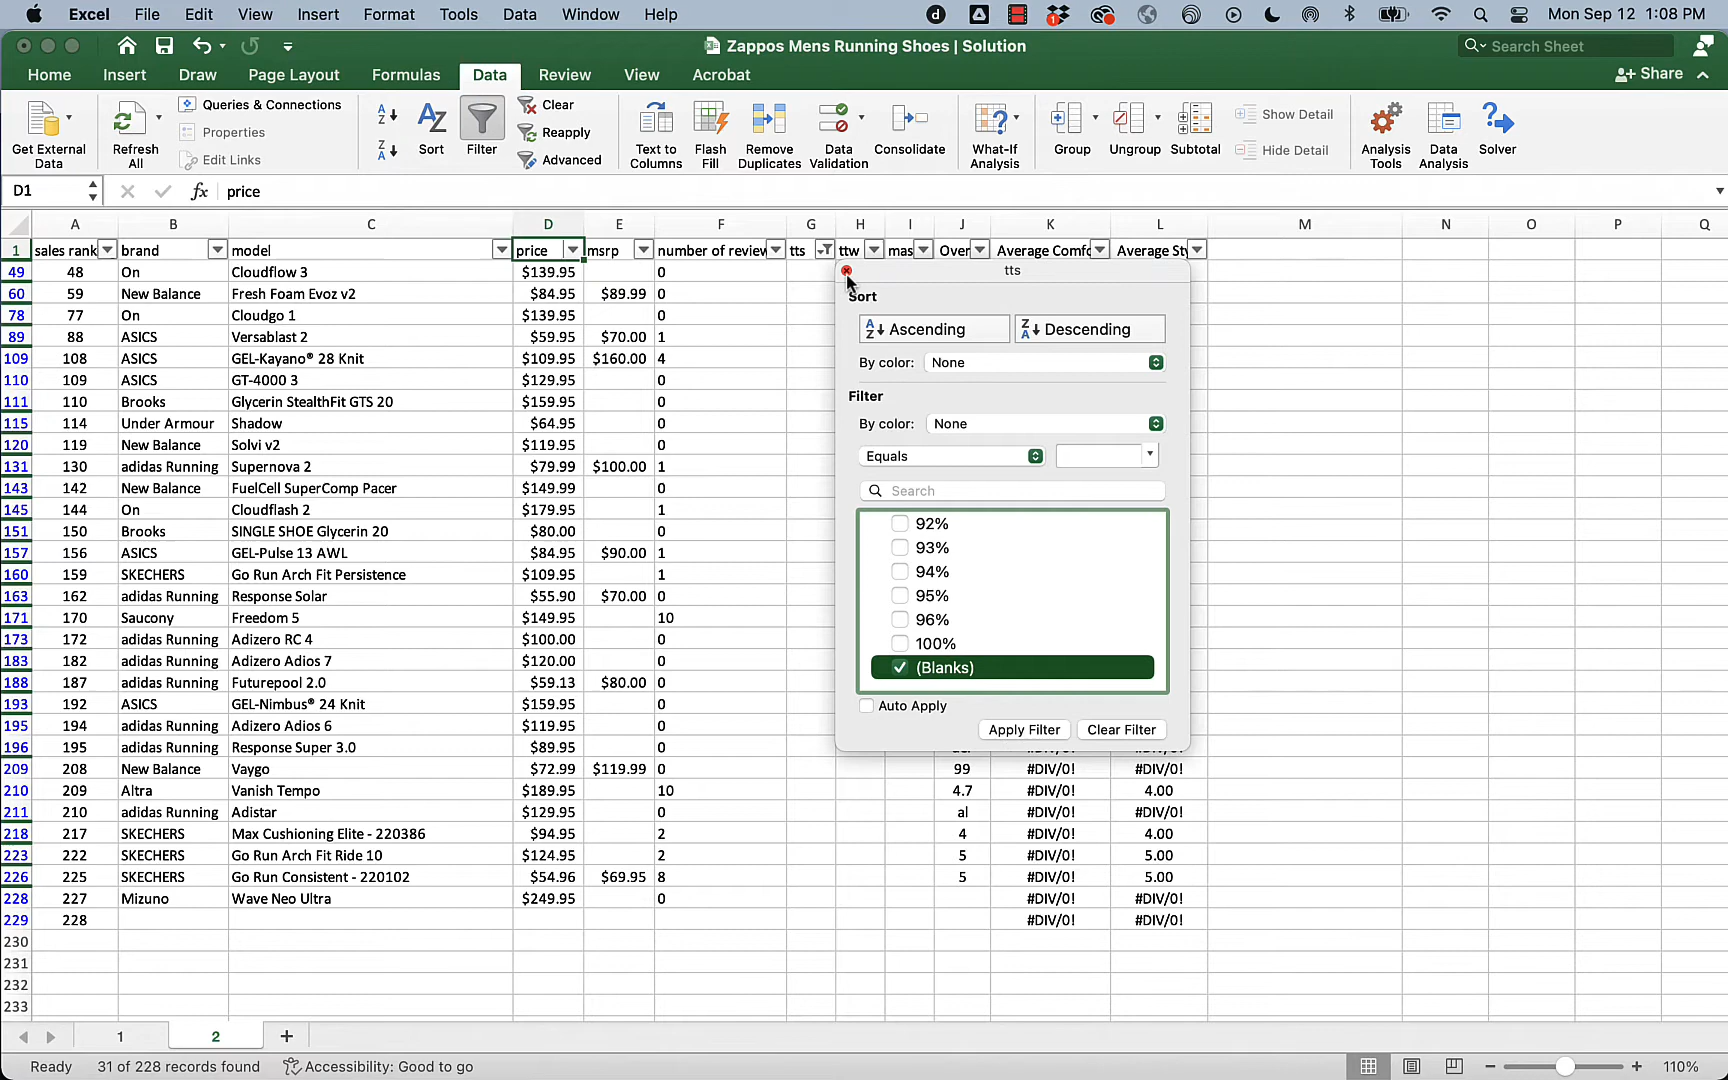 Excel File Edit View Insert Format Tools Data Window Help Mon Sep 12 1:08 PM
Zappos Mens Running Shoes | Solution Search Sheet
Home Insert Draw Page Layout Formulas Data Review View Acrobat Share
Get External Data
Refresh All
Queries & Connections
Properties
Edit Links
Sort
Filter
Clear
Reapply
Advanced
Text to Columns
Flash Fill
Remove Duplicates
Data Validation
Consolidate
What-If Analysis
Group
Ungroup
Subtotal
Show Detail
Hide Detail
Analysis Tools
Data Analysis
Solver
D1 fx price
A B C D E F G H I J K L M N O P Q
1 sales rank brand model price msrp number of review tts ttw mas Over Average Comfo Average Sty
49 48 On Cloudflow 3 $139.95 0
60 59 New Balance Fresh Foam Evoz v2 $84.95 $89.99 0
78 77 On Cloudgo 1 $139.95 0
89 88 ASICS Versablast 2 $59.95 $70.00 1
109 108 ASICS GEL-Kayano® 28 Knit $109.95 $160.00 4
110 109 ASICS GT-4000 3 $129.95 0
111 110 Brooks Glycerin StealthFit GTS 20 $159.95 0
115 114 Under Armour Shadow $64.95 0
120 119 New Balance Solvi v2 $119.95 0
131 130 adidas Running Supernova 2 $79.99 $100.00 1
143 142 New Balance FuelCell SuperComp Pacer $149.99 0
145 144 On Cloudflash 2 $179.95 1
151 150 Brooks SINGLE SHOE Glycerin 20 $80.00 0
157 156 ASICS GEL-Pulse 13 AWL $84.95 $90.00 1
160 159 SKECHERS Go Run Arch Fit Persistence $109.95 1
163 162 adidas Running Response Solar $55.90 $70.00 0
171 170 Saucony Freedom 5 $149.95 10
173 172 adidas Running Adizero RC 4 $100.00 0
183 182 adidas Running Adizero Adios 7 $120.00 0
188 187 adidas Running Futurepool 2.0 $59.13 $80.00 0
193 192 ASICS GEL-Nimbus® 24 Knit $159.95 0
195 194 adidas Running Adizero Adios 6 $119.95 0
196 195 adidas Running Response Super 3.0 $89.95 0
209 208 New Balance Vaygo $72.99 $119.99 0 99 #DIV/0! #DIV/0!
210 209 Altra Vanish Tempo $189.95 10 4.7 #DIV/0! 4.00
211 210 adidas Running Adistar $129.95 0 al #DIV/0! #DIV/0!
218 217 SKECHERS Max Cushioning Elite - 220386 $94.95 2 4 #DIV/0! 4.00
223 222 SKECHERS Go Run Arch Fit Ride 10 $124.95 2 5 #DIV/0! 5.00
226 225 SKECHERS Go Run Consistent - 220102 $54.96 $69.95 8 5 #DIV/0! 5.00
228 227 Mizuno Wave Neo Ultra $249.95 0 #DIV/0! #DIV/0!
229 228 #DIV/0! #DIV/0!
230
231
232
233
tts
Sort
Ascending Descending
By color: None
Filter
By color: None
Equals
Search
92%
93%
94%
95%
96%
100%
(Blanks)
Auto Apply
Apply Filter Clear Filter
1 2 +
Ready 31 of 228 records found Accessibility: Good to go 110%